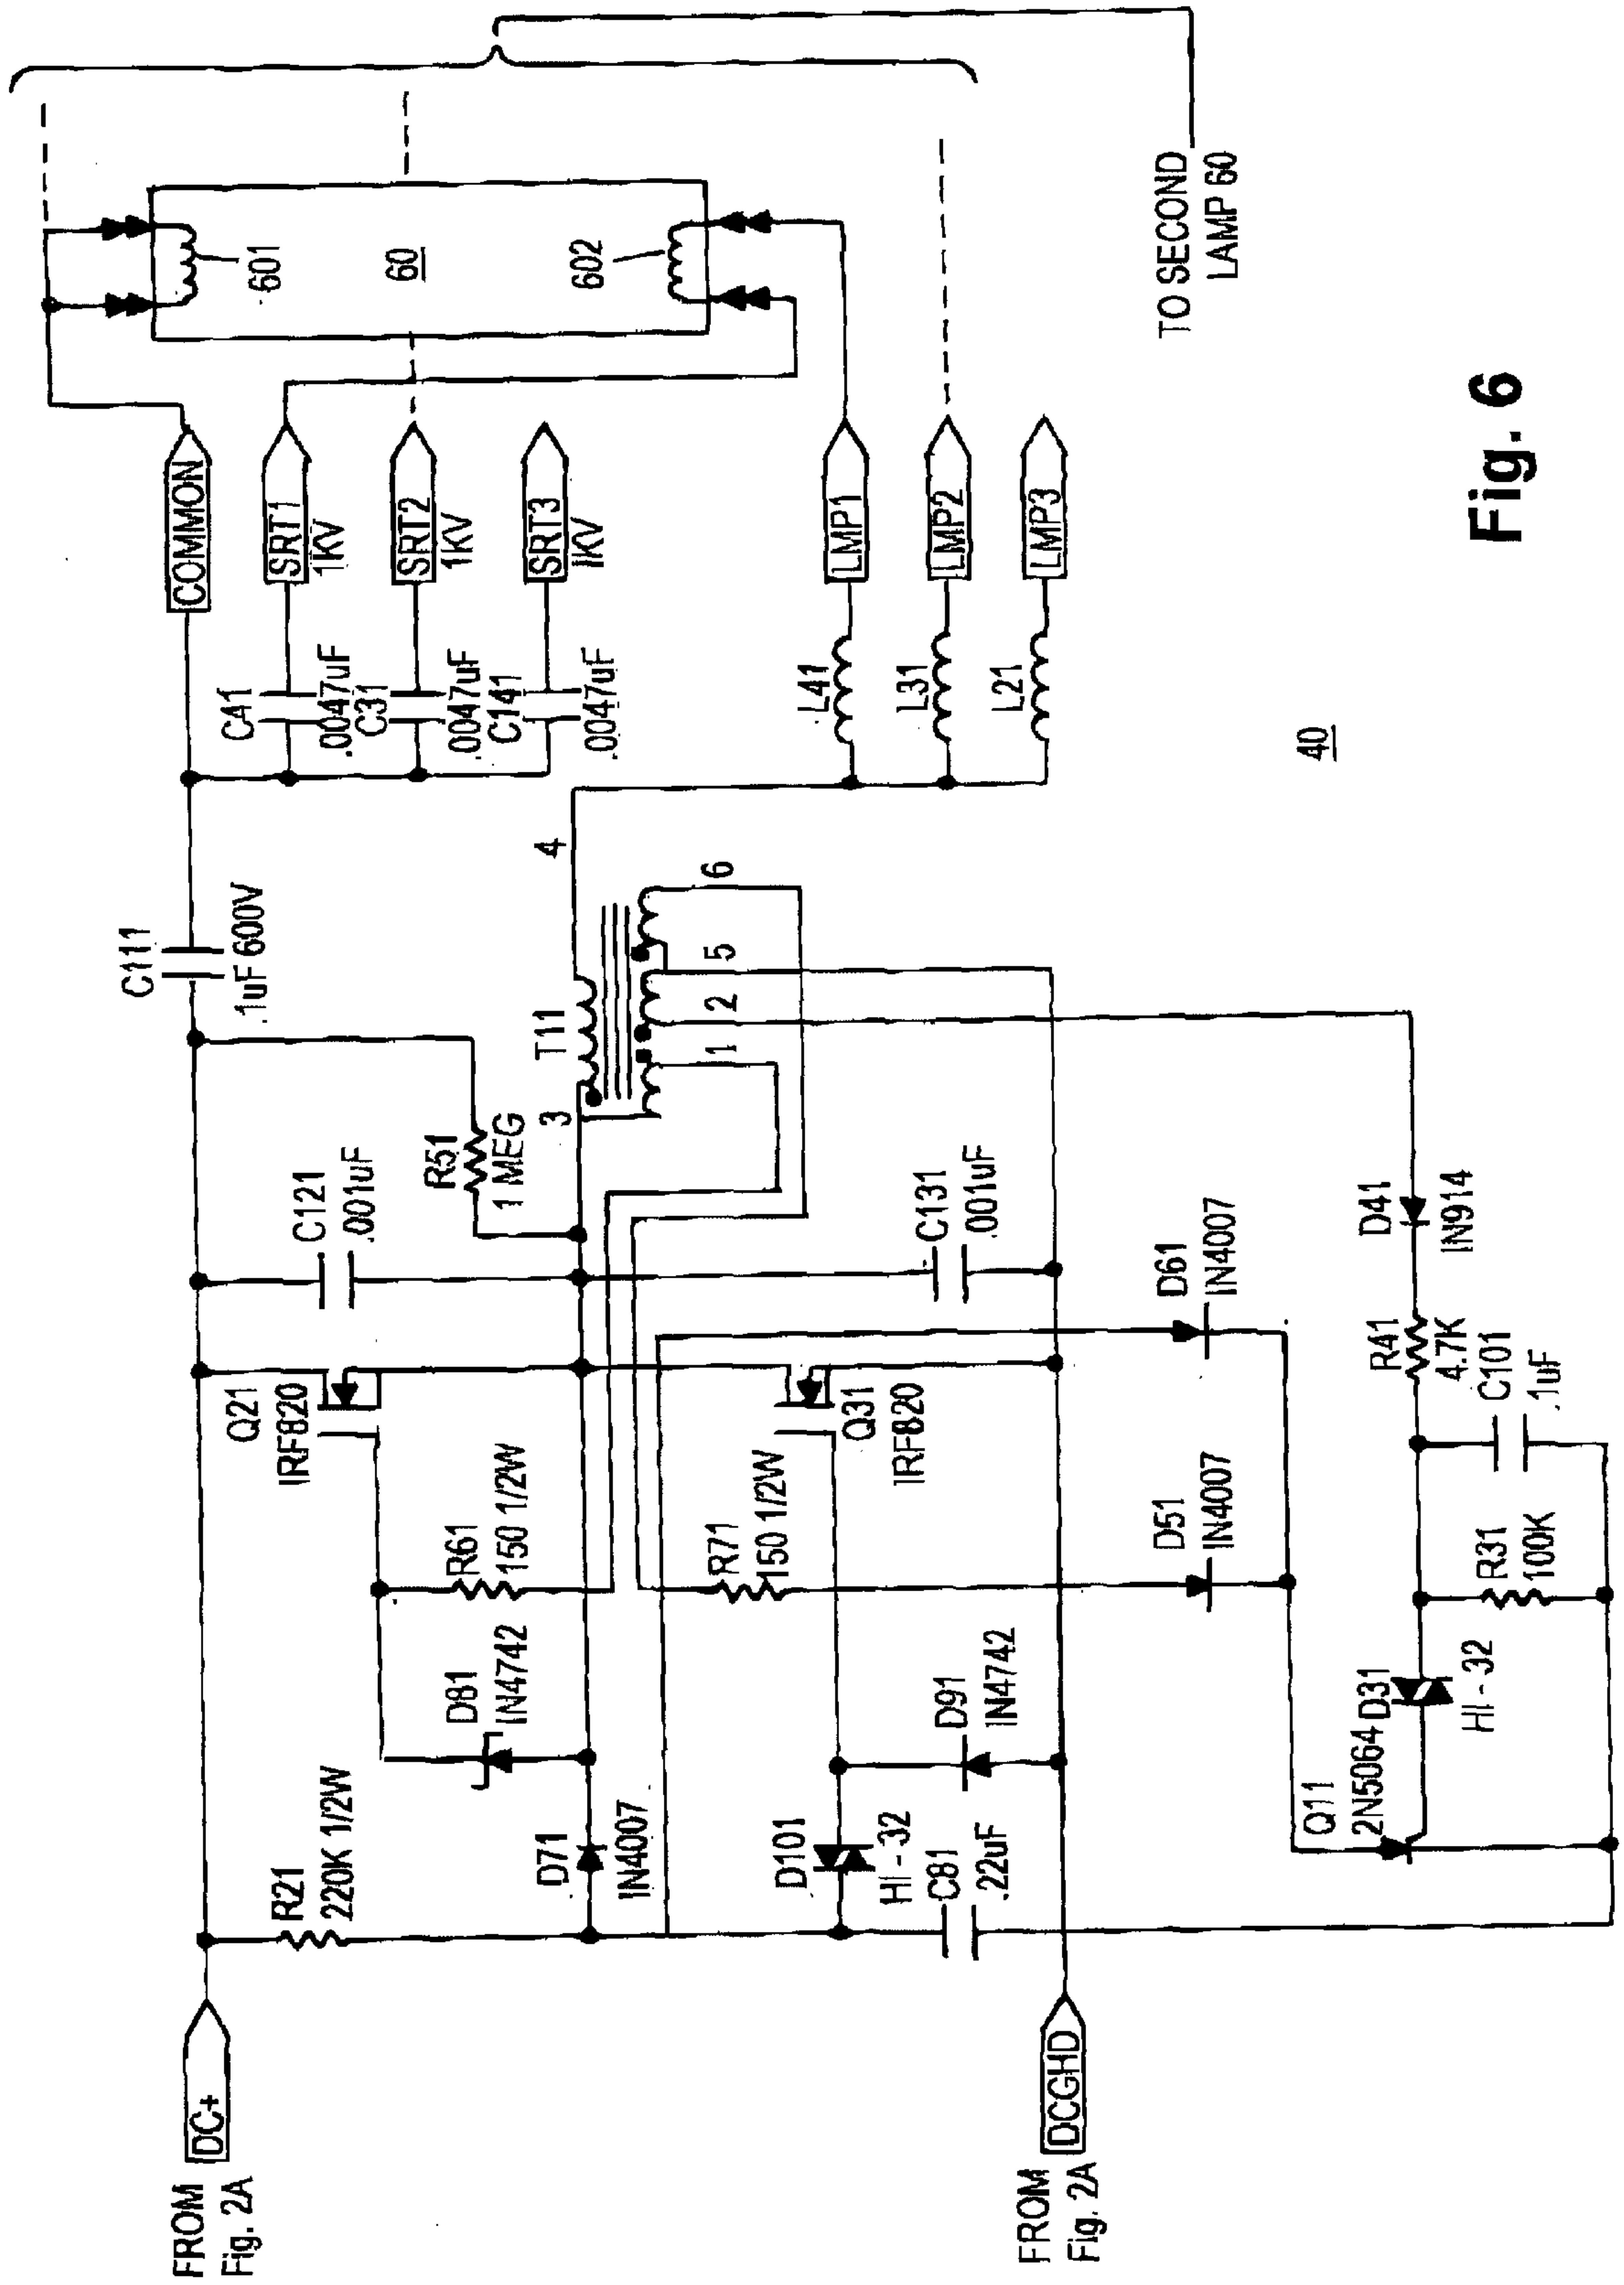 FROM
Fig. 2A
DC+
R21
220K 1/2W
Q21
IRF820
C121
.001uF
C111
.1uF 600V
R51
1 MEG
COMMON
SRT1
1KV
C41
.0047uF
SRT2
1KV
C31
.0047uF
SRT3
1KV
C141
.0047uF
601
60
602
D81
IN4742
R61
150 1/2W
D71
IN4007
T11
3
4
1
2
5
6
LMP1
L41
LMP2
L31
LMP3
L21
D101
HI-32
C81
.22uF
R71
150 1/2W
Q31
IRF820
D91
IN4742
C131
.001uF
FROM
Fig. 2A
DCGHD
D51
IN4007
D61
IN4007
Q11
2N5064
D31
HI-32
R31
100K
C101
.1uF
R41
4.7K
D41
IN914
TO SECOND
LAMP 60
40
Fig. 6